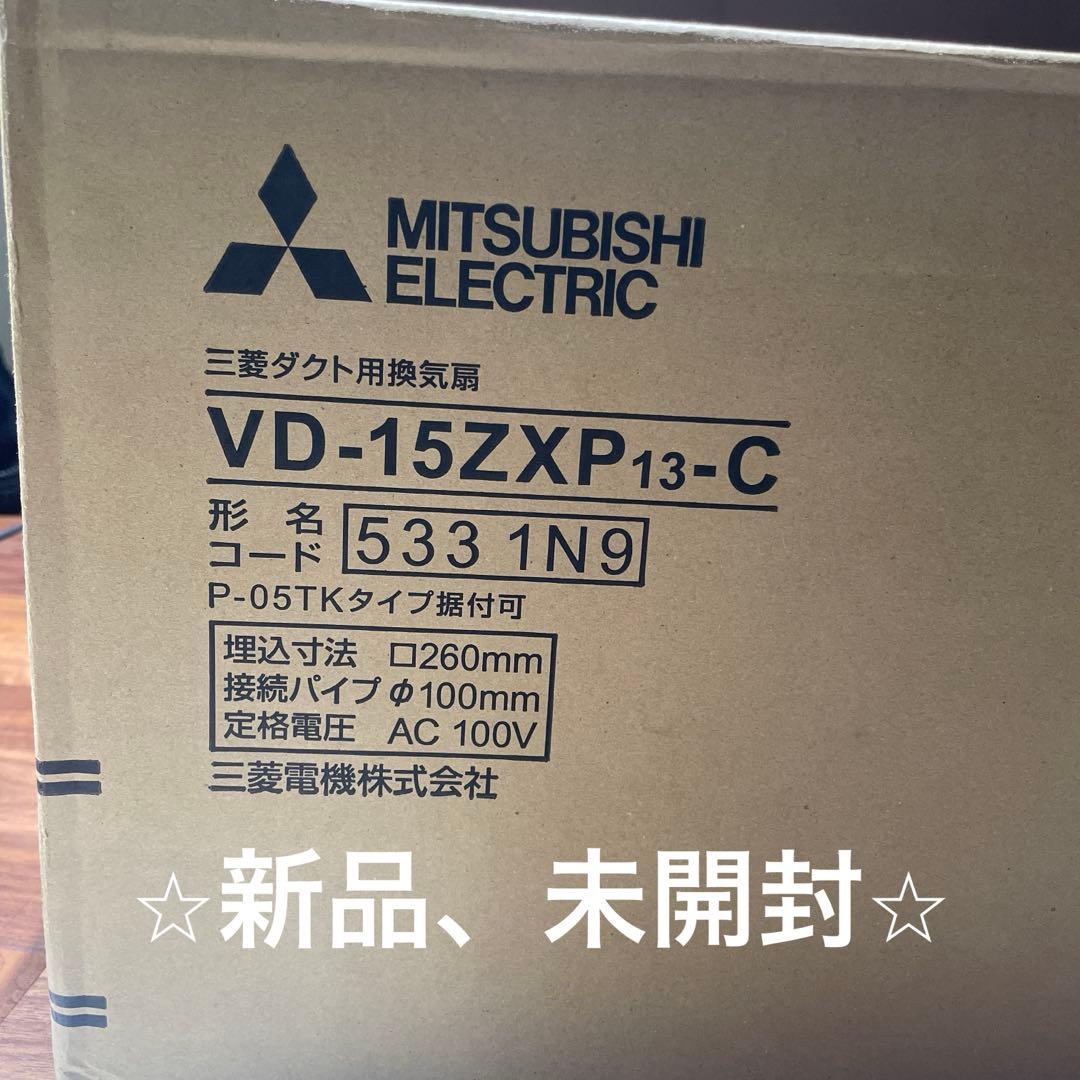 MITSUBISHI
ELECTRIC
三菱ダクト用換気扇
VD-15ZXP13-C
形名
コード 533 1N9
P-05TKタイプ据付可
埋込寸法 □260mm
接続パイプ φ100mm
定格電圧 AC 100V
三菱電機株式会社
☆新品、未開封☆